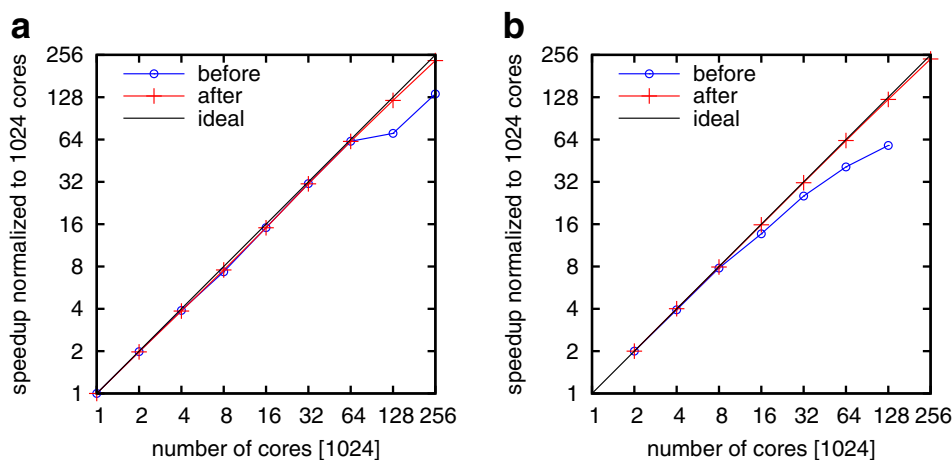 a
speedup normalized to 1024 cores
256
128
64
32
16
8
4
2
1
before
after
ideal
1 2 4 8 16 32 64 128 256
number of cores [1024]
b
speedup normalized to 1024 cores
256
128
64
32
16
8
4
2
1
before
after
ideal
1 2 4 8 16 32 64 128 256
number of cores [1024]